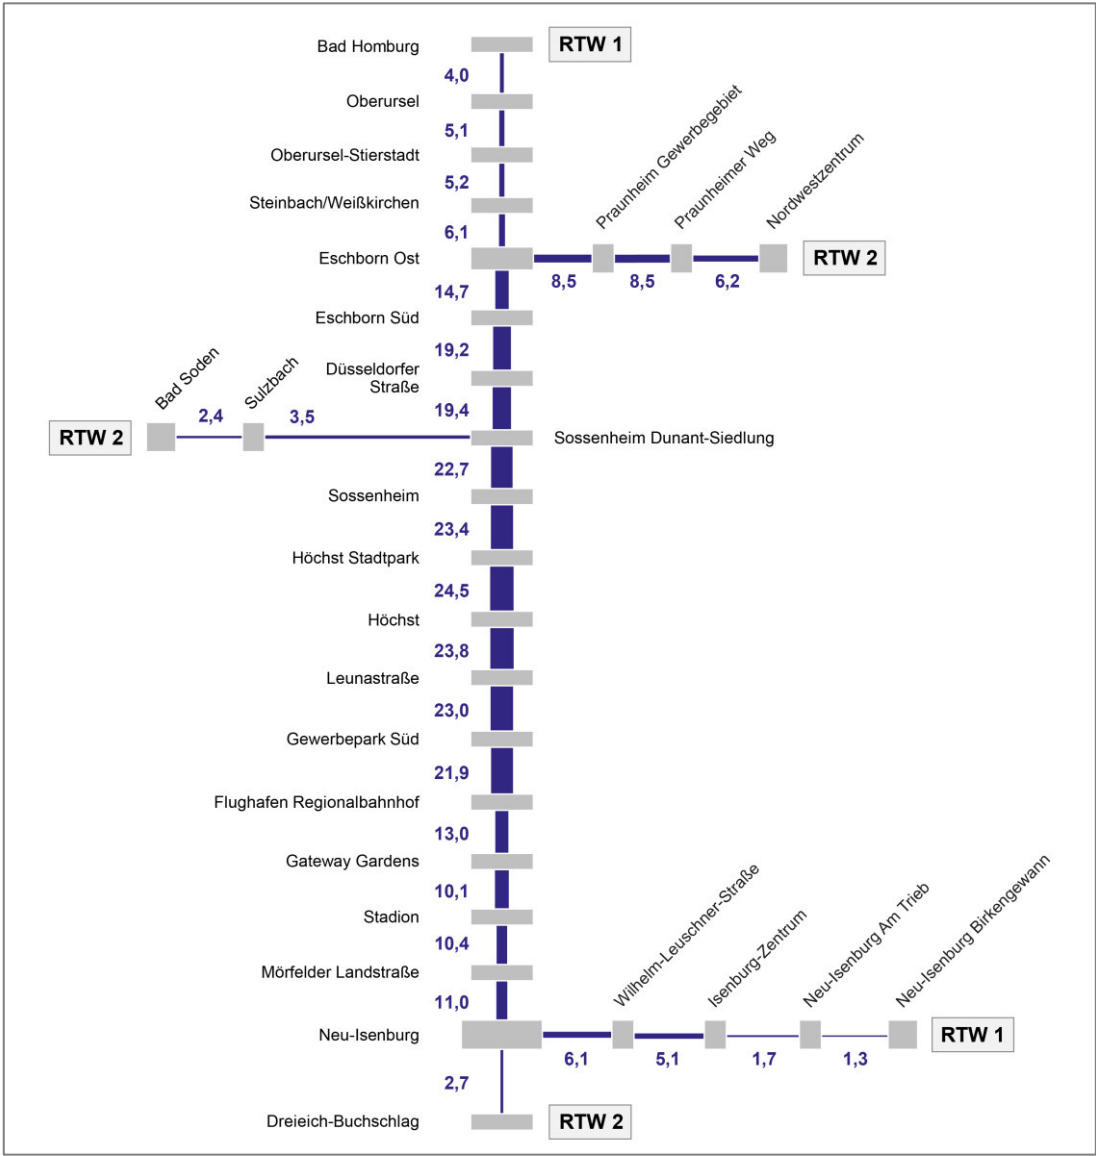 Bad Homburg
RTW 1
4,0
Oberursel
5,1
Oberursel-Stierstadt
5,2
Steinbach/Weißkirchen
6,1
Praunheim Gewerbegebiet
Praunheimer Weg
Nordwestzentrum
Eschborn Ost
RTW 2
8,5
8,5
6,2
14,7
Eschborn Süd
19,2
Düsseldorfer
Straße
Bad Soden
Sulzbach
2,4
3,5
19,4
RTW 2
Sossenheim Dunant-Siedlung
22,7
Sossenheim
23,4
Höchst Stadtpark
24,5
Höchst
23,8
Leunastraße
23,0
Gewerbepark Süd
21,9
Flughafen Regionalbahnhof
13,0
Gateway Gardens
10,1
Stadion
10,4
Mörfelder Landstraße
11,0
Wilhelm-Leuschner-Straße
Isenburg-Zentrum
Neu-Isenburg Am Trieb
Neu-Isenburg Birkengewann
Neu-Isenburg
RTW 1
6,1
5,1
1,7
1,3
2,7
Dreieich-Buchschlag
RTW 2